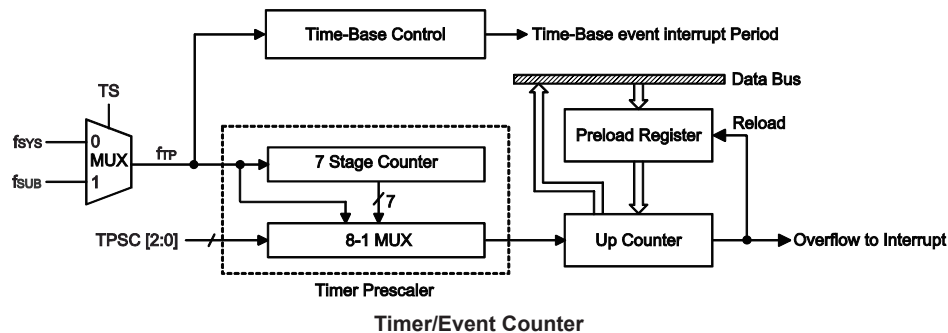 Time-Base Control
Time-Base event interrupt Period
TS
Data Bus
fSYS
0
MUX
fTP
Preload Register
Reload
fSUB
1
7 Stage Counter
7
TPSC [2:0]
8-1 MUX
Up Counter
Overflow to Interrupt
Timer Prescaler
Timer/Event Counter